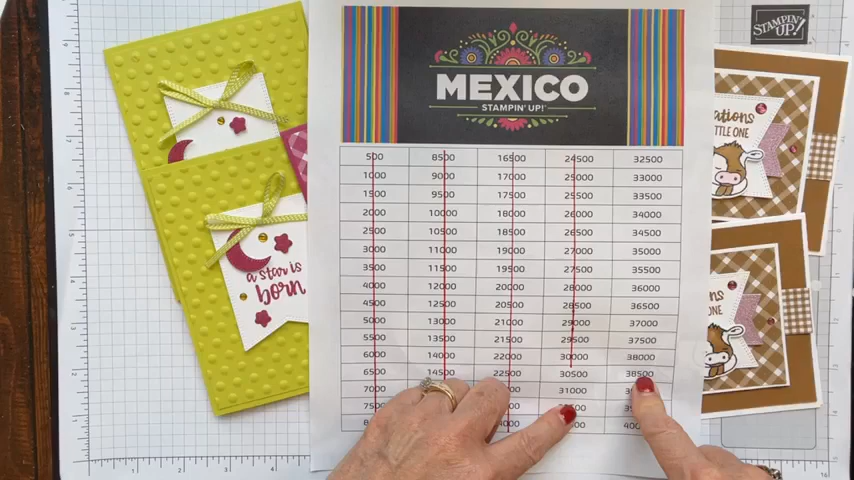 STAMPIN' UP!
MEXICO
STAMPIN' UP!
500 8500 16500 24500 32500
1000 9000 17000 25000 33000
1500 9500 17500 25500 33500
2000 10000 18000 26000 34000
2500 10500 18500 26500 34500
3000 11000 19000 27000 35000
3500 11500 19500 27500 35500
4000 12000 20000 28000 36000
4500 12500 20500 28500 36500
5000 13000 21000 29000 37000
5500 13500 21500 29500 37500
6000 14000 22000 30000 38000
6500 14500 22500 30500 38500
7000 31000
a star is
born
ations
TTLE ONE
ns
ONE